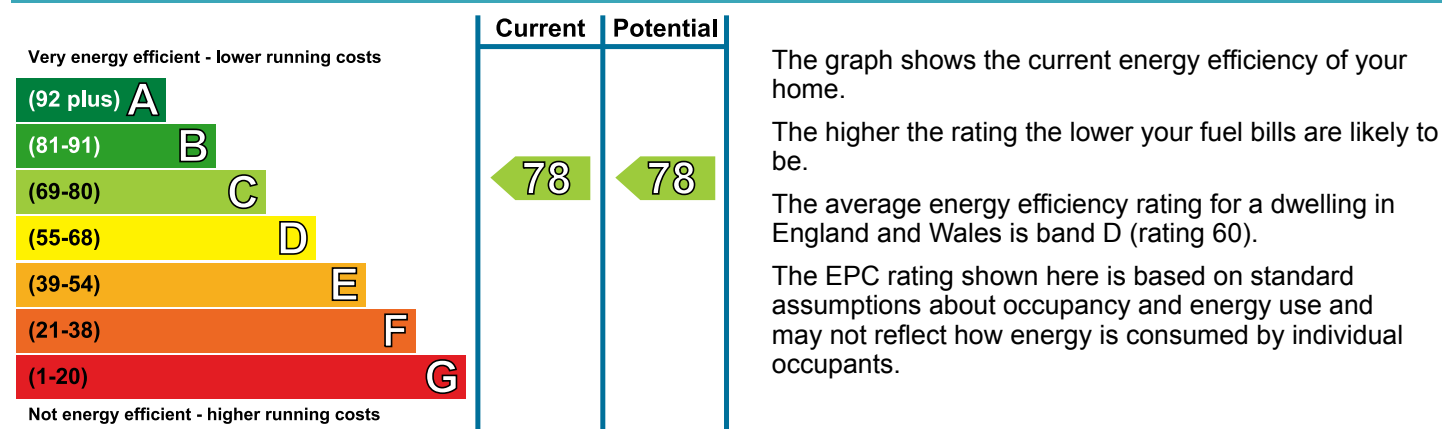 Current Potential
Very energy efficient - lower running costs
(92 plus) A
(81-91) B
(69-80) C
78 78
(55-68) D
(39-54) E
(21-38) F
(1-20) G
Not energy efficient - higher running costs
The graph shows the current energy efficiency of your
home.
The higher the rating the lower your fuel bills are likely to
be.
The average energy efficiency rating for a dwelling in
England and Wales is band D (rating 60).
The EPC rating shown here is based on standard
assumptions about occupancy and energy use and
may not reflect how energy is consumed by individual
occupants.